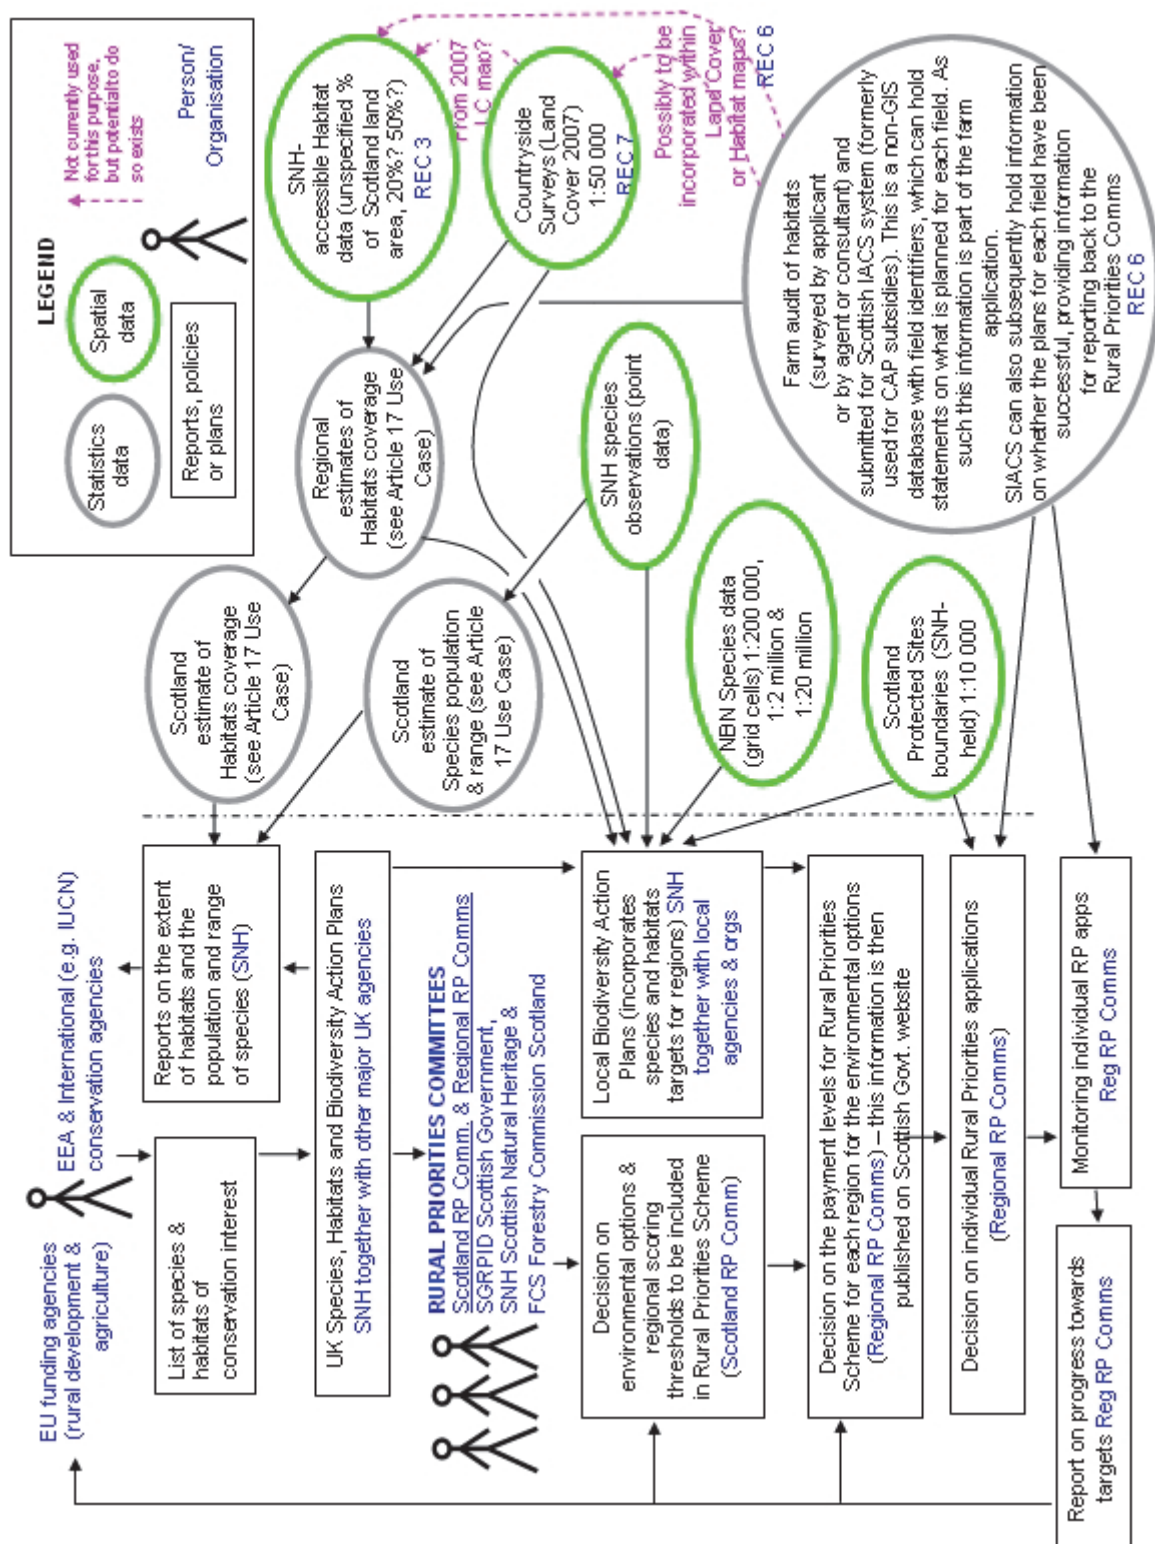 LEGEND
Statistics
data
Spatial
data
Reports, policies
or plans
Not currently used
for this purpose,
but potential to do
so exists
Person/
Organisation
EU funding agencies
(rural development &
agriculture)
EEA & International (e.g. IUCN)
conservation agencies
List of species &
habitats of
conservation interest
Reports on the extent
of habitats and the
population and range
of species (SNH)
UK Species, Habitats and Biodiversity Action Plans
SNH together with other major UK agencies
RURAL PRIORITIES COMMITTEES
Scotland RP Comm. & Regional RP Comms
SGRPID Scottish Government,
SNH Scottish Natural Heritage &
FCS Forestry Commission Scotland
Decision on
environmental options &
regional scoring
thresholds to be included
in Rural Priorities Scheme
(Scotland RP Comm)
Local Biodiversity Action
Plans (incorporates
species and habitats
targets for regions) SNH
together with local
agencies & orgs
Decision on the payment levels for Rural Priorities
Scheme for each region for the environmental options
(Regional RP Comms) – this information is then
published on Scottish Govt. website
Decision on individual Rural Priorities applications
(Regional RP Comms)
Report on progress towards
targets Reg RP Comms
Monitoring individual RP apps
Reg RP Comms
Scotland
estimate of
Habitats coverage
(see Article 17 Use
Case)
Regional
estimates of
Habitats coverage
(see Article 17 Use
Case)
SNH-
accessible Habitat
data (unspecified %
of Scotland land
area, 20%? 50%?)
REC 3
From 2007
LC map?
Countryside
Surveys (Land
Cover 2007)
1:50 000
REC 7
Possibly to be
incorporated within
Land Cover
or Habitat maps?
REC 6
Scotland
estimate of
Species population
& range (see Article
17 Use Case)
SNH species
observations (point
data)
NBN Species data
(grid cells) 1:200 000,
1:2 million &
1:20 million
Scotland
Protected Sites
boundaries (SNH-
held) 1:10 000
Farm audit of habitats
(surveyed by applicant
or by agent or consultant) and
submitted for Scottish IACS system (formerly
used for CAP subsidies). This is a non-GIS
database with field identifiers, which can hold
statements on what is planned for each field. As
such this information is part of the farm
application.
SIACS can also subsequently hold information
on whether the plans for each field have been
successful, providing information
for reporting back to the
Rural Priorities Comms
REC 6